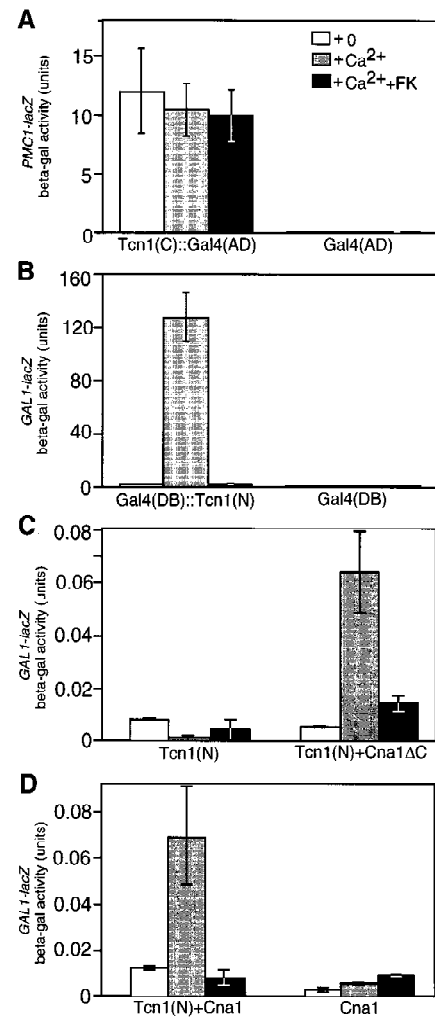 A
PMC1-lacZ
beta-gal activity (units)
15
10
5
0
+ 0
+Ca2+
+Ca2++FK
Tcn1(C)::Gal4(AD) Gal4(AD)
B
GAL1-lacZ
beta-gal activity (units)
160
120
80
40
0
Gal4(DB)::Tcn1(N) Gal4(DB)
C
GAL1-lacZ
beta-gal activity (units)
0.08
0.06
0.04
0.02
0
Tcn1(N) Tcn1(N)+Cna1ΔC
D
GAL1-lacZ
beta-gal activity (units)
0.08
0.06
0.04
0.02
0
Tcn1(N)+Cna1 Cna1